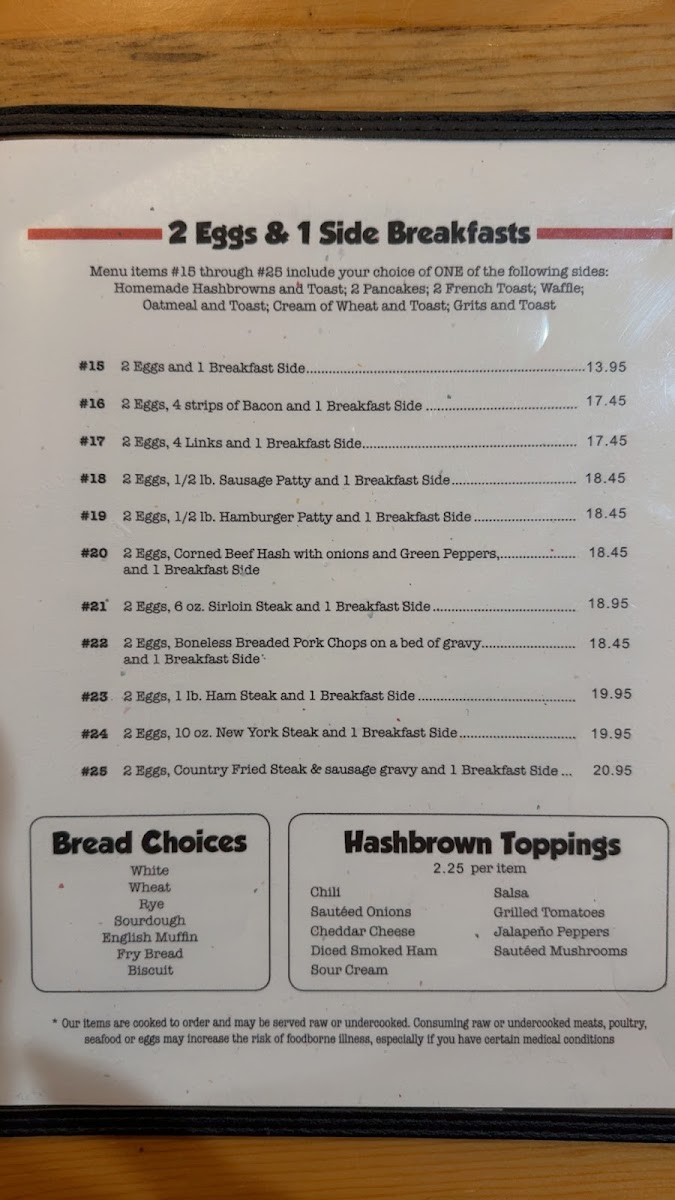 2 Eggs & 1 Side Breakfasts
Menu items #15 through #25 include your choice of ONE of the following sides:
Homemade Hashbrowns and Toast; 2 Pancakes; 2 French Toast; Waffle;
Oatmeal and Toast; Cream of Wheat and Toast; Grits and Toast
#15 2 Eggs and 1 Breakfast Side 13.95
#16 2 Eggs, 4 strips of Bacon and 1 Breakfast Side 17.45
#17 2 Eggs, 4 Links and 1 Breakfast Side 17.45
#18 2 Eggs, 1/2 lb. Sausage Patty and 1 Breakfast Side 18.45
#19 2 Eggs, 1/2 lb. Hamburger Patty and 1 Breakfast Side 18.45
#20 2 Eggs, Corned Beef Hash with onions and Green Peppers, 18.45
and 1 Breakfast Side
#21 2 Eggs, 6 oz. Sirloin Steak and 1 Breakfast Side 18.95
#22 2 Eggs, Boneless Breaded Pork Chops on a bed of gravy 18.45
and 1 Breakfast Side
#23 2 Eggs, 1 lb. Ham Steak and 1 Breakfast Side 19.95
#24 2 Eggs, 10 oz. New York Steak and 1 Breakfast Side 19.95
#25 2 Eggs, Country Fried Steak & sausage gravy and 1 Breakfast Side ... 20.95
Bread Choices
White
Wheat
Rye
Sourdough
English Muffin
Fry Bread
Biscuit
Hashbrown Toppings
2.25 per item
Chili
Sautéed Onions
Cheddar Cheese
Diced Smoked Ham
Sour Cream
Salsa
Grilled Tomatoes
Jalapeño Peppers
Sautéed Mushrooms
* Our items are cooked to order and may be served raw or undercooked. Consuming raw or undercooked meats, poultry,
seafood or eggs may increase the risk of foodborne illness, especially if you have certain medical conditions